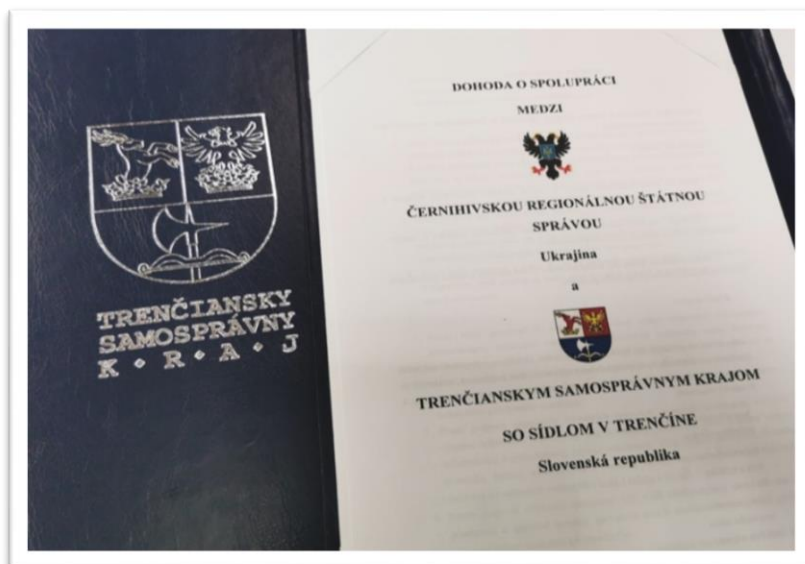 TRENČIANSKY
SAMOSPRÁVNY
K • R • A • J
DOHODA O SPOLUPRÁCI
MEDZI
ČERNIHIVSKOU REGIONÁLNOU ŠTÁTNOU
SPRÁVOU
Ukrajina
a
TRENČIANSKYM SAMOSPRÁVNYM KRAJOM
SO SÍDLOM V TRENČÍNE
Slovenská republika